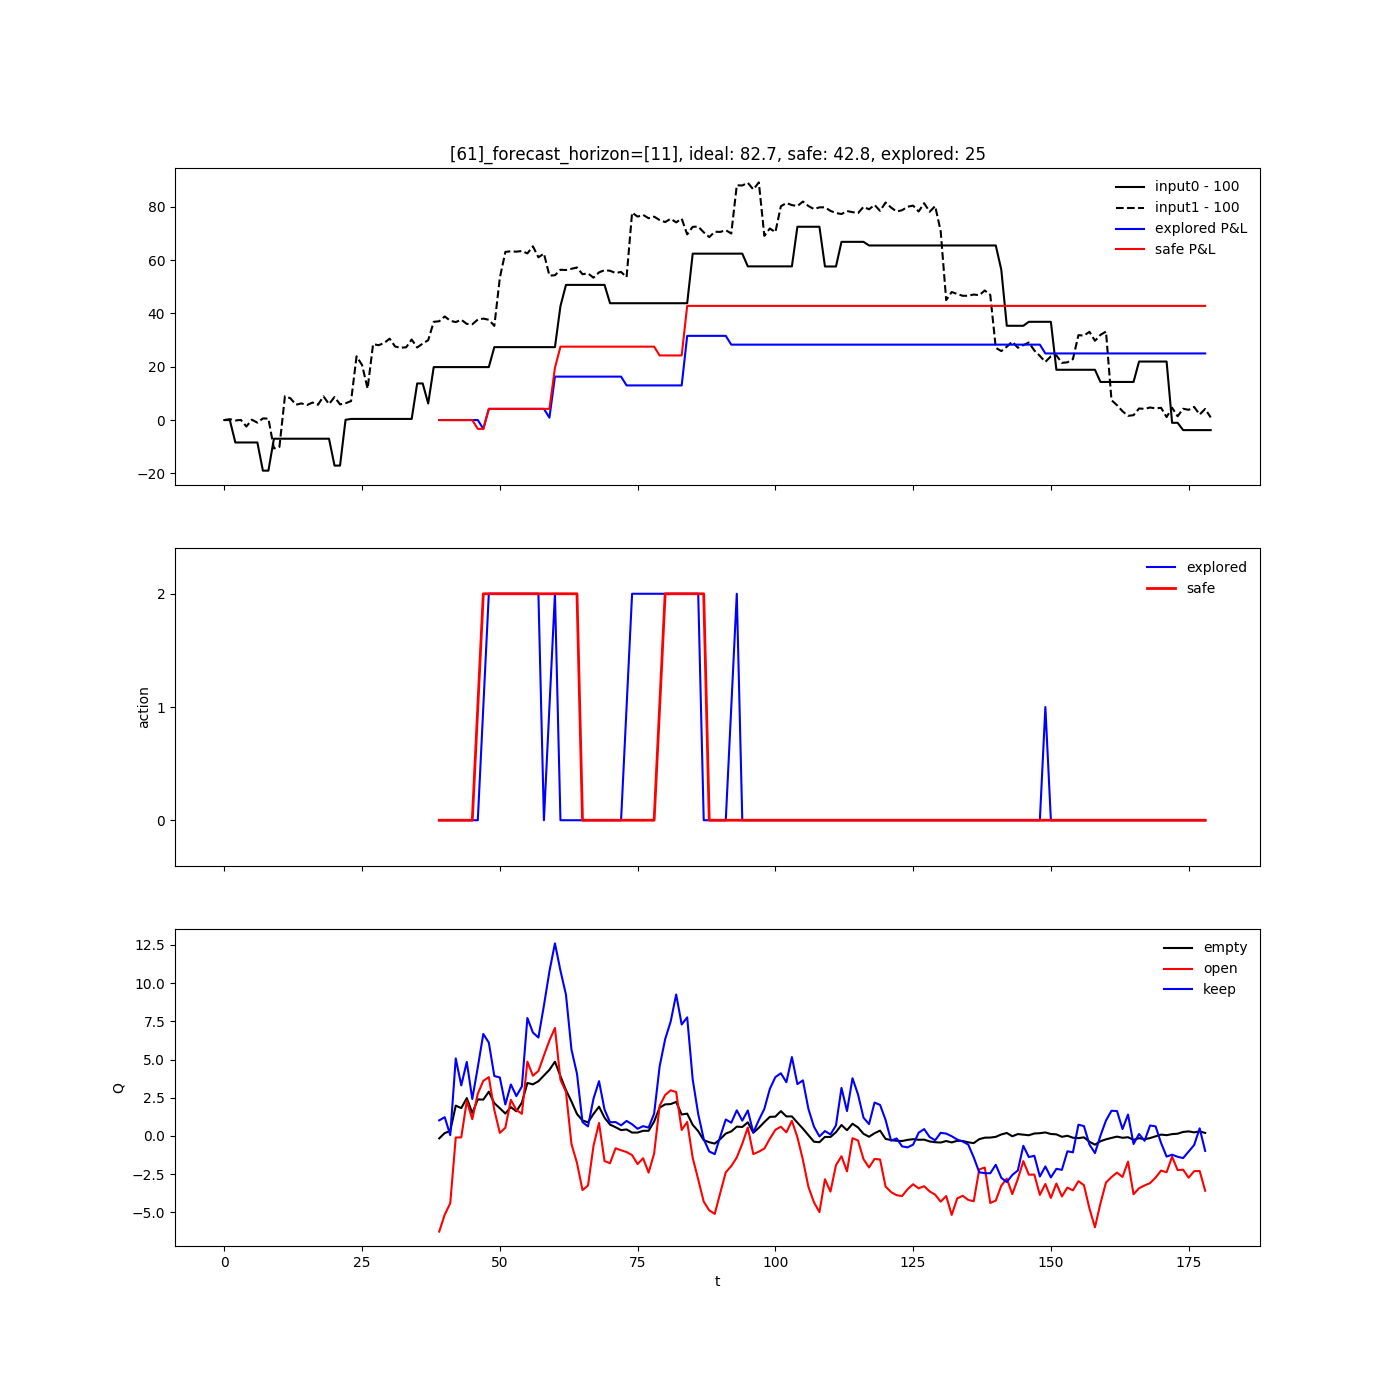 [61]_forecast_horizon=[11], ideal: 82.7, safe: 42.8, explored: 25
80
60
40
20
0
−20
input0 - 100
input1 - 100
explored P&L
safe P&L
2
1
0
action
explored
safe
12.5
10.0
7.5
5.0
2.5
0.0
−2.5
−5.0
Q
empty
open
keep
0 25 50 75 100 125 150 175
t